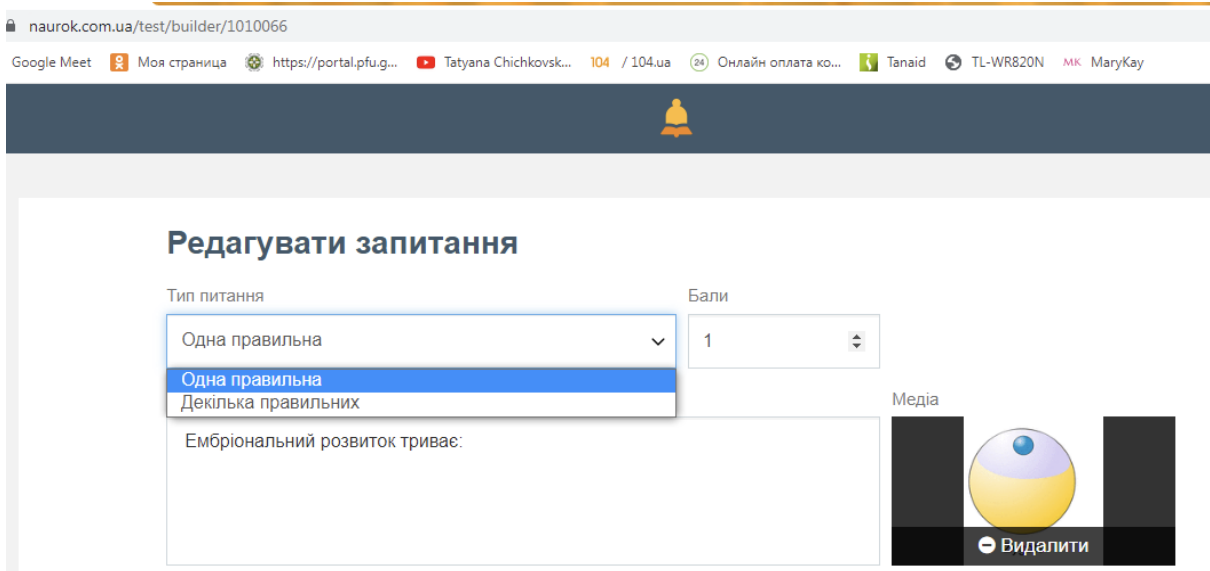 naurok.com.ua/test/builder/1010066
Google Meet Моя страница https://portal.pfu.g... Tatyana Chichkovsk... 104 / 104.ua 24 Онлайн оплата ко... Tanaid TL-WR820N MK MaryKay
Редагувати запитання
Тип питання Бали
Одна правильна 1
Одна правильна
Декілька правильних
Медіа
Ембріональний розвиток триває:
Видалити